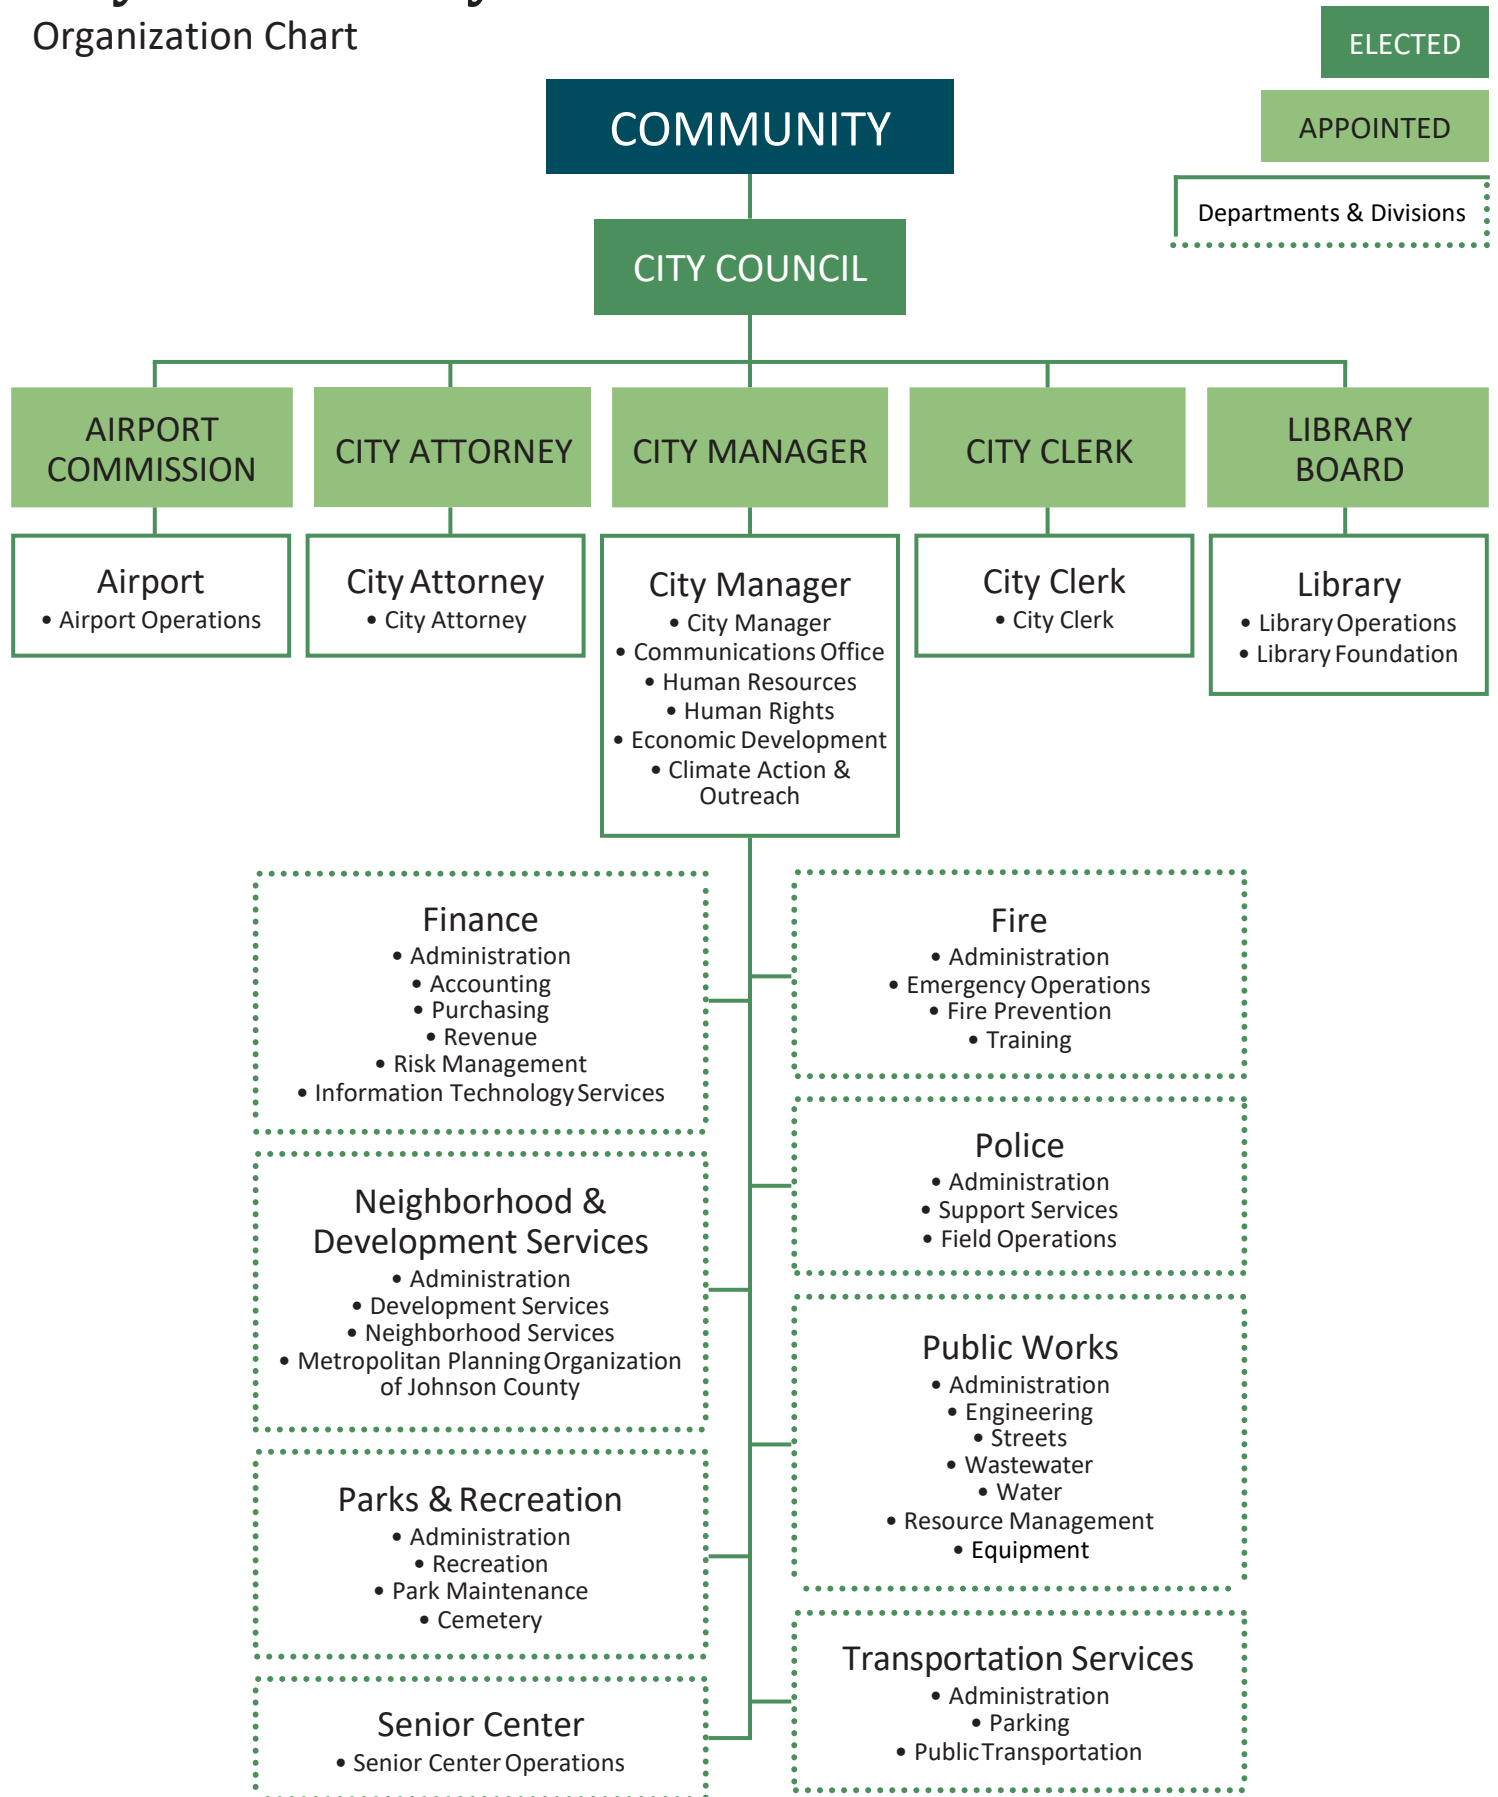 Organization Chart
ELECTED
APPOINTED
Departments & Divisions
COMMUNITY
CITY COUNCIL
AIRPORT
COMMISSION
CITY ATTORNEY
CITY MANAGER
CITY CLERK
LIBRARY
BOARD
Airport
• Airport Operations
City Attorney
• City Attorney
City Manager
• City Manager
• Communications Office
• Human Resources
• Human Rights
• Economic Development
• Climate Action &
Outreach
City Clerk
• City Clerk
Library
• Library Operations
• Library Foundation
Finance
• Administration
• Accounting
• Purchasing
• Revenue
• Risk Management
• Information Technology Services
Neighborhood &
Development Services
• Administration
• Development Services
• Neighborhood Services
• Metropolitan Planning Organization
of Johnson County
Parks & Recreation
• Administration
• Recreation
• Park Maintenance
• Cemetery
Senior Center
• Senior Center Operations
Fire
• Administration
• Emergency Operations
• Fire Prevention
• Training
Police
• Administration
• Support Services
• Field Operations
Public Works
• Administration
• Engineering
• Streets
• Wastewater
• Water
• Resource Management
• Equipment
Transportation Services
• Administration
• Parking
• Public Transportation